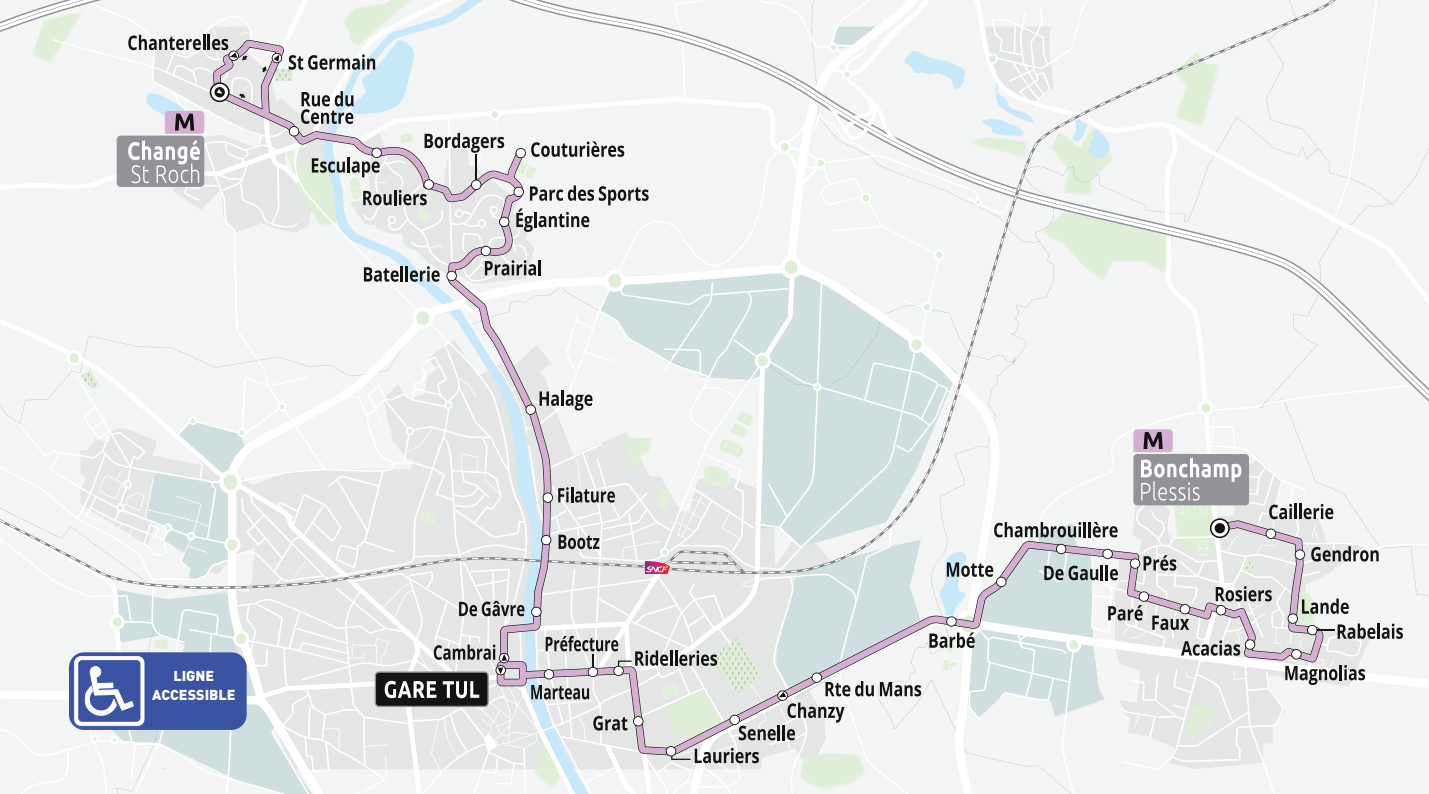 Chanterelles
St Germain
Rue du
Centre
M
Changé
St Roch
Esculape
Rouliers
Bordagers
Couturières
Parc des Sports
Églantine
Prairial
Batellerie
Halage
Filature
Bootz
SNCF
De Gâvre
Cambrai
GARE TUL
Marteau
Préfecture
Ridelleries
Grat
Lauriers
Senelle
Chanzy
Rte du Mans
Barbé
Motte
Chambrouillère
De Gaulle
Prés
Paré
Faux
Rosiers
Acacias
Magnolias
Rabelais
Lande
Gendron
Caillerie
M
Bonchamp
Plessis
LIGNE
ACCESSIBLE